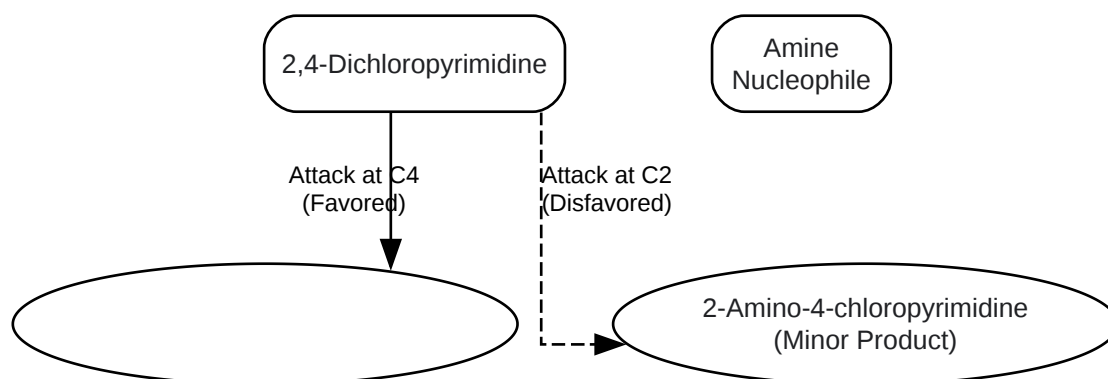 2,4-Dichloropyrimidine
Amine
Nucleophile
Attack at C4
(Favored)
Attack at C2
(Disfavored)
2-Amino-4-chloropyrimidine
(Minor Product)